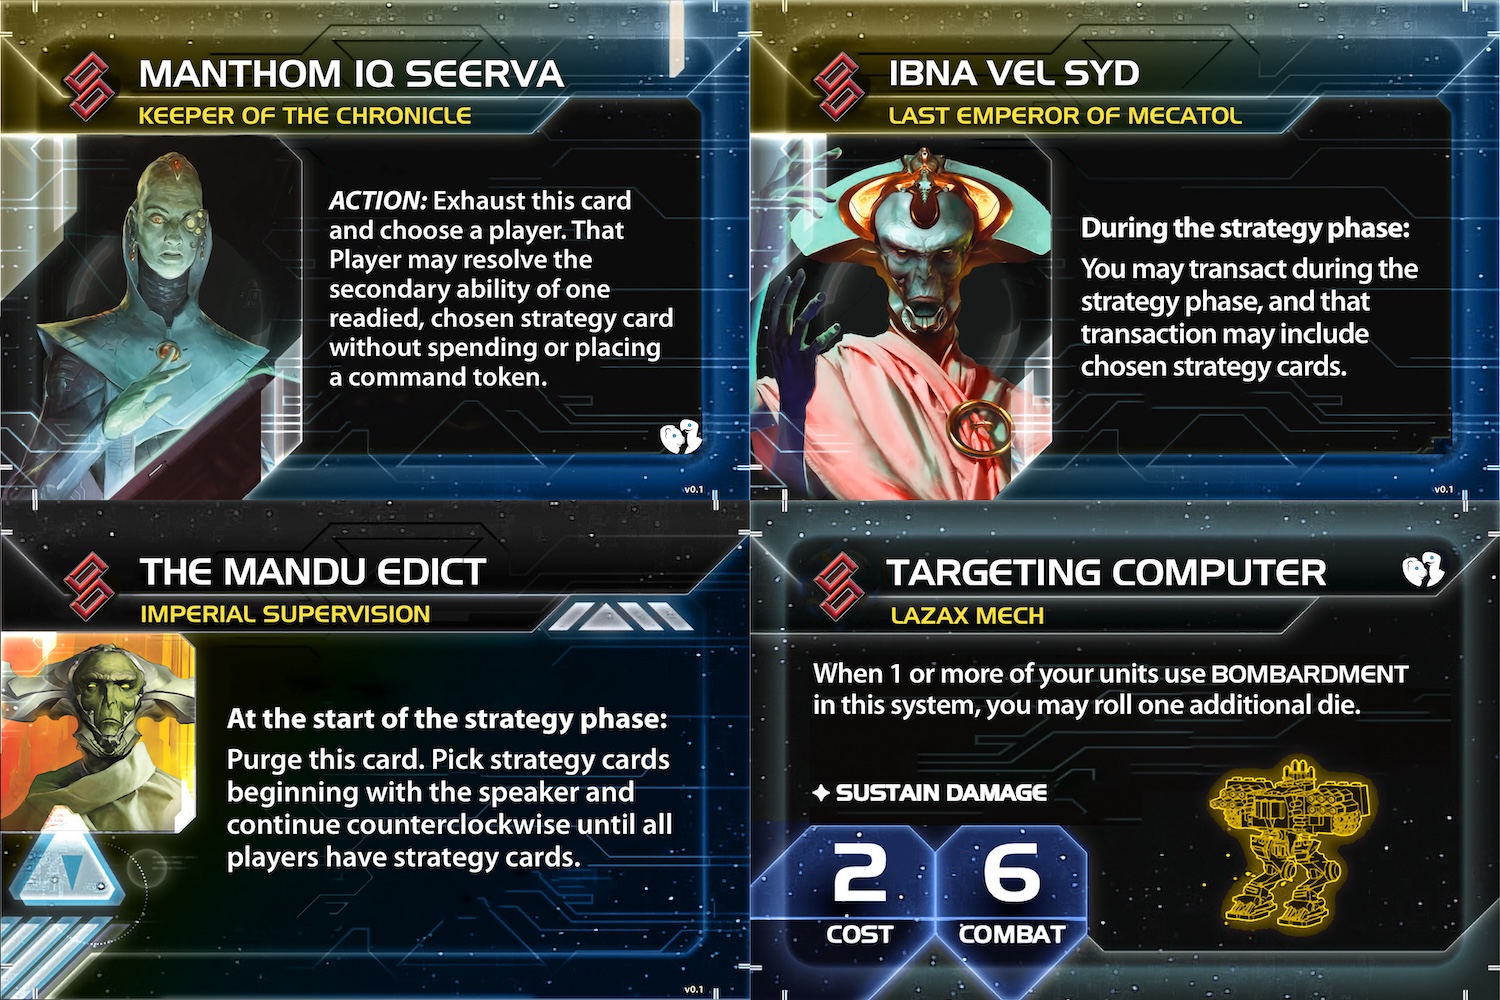 MANTHOM IQ SEERVA
KEEPER OF THE CHRONICLE
ACTION: Exhaust this card
and choose a player. That
Player may resolve the
secondary ability of one
readied, chosen strategy card
without spending or placing
a command token.
v0.1
IBNA VEL SYD
LAST EMPEROR OF MECATOL
During the strategy phase:
You may transact during the
strategy phase, and that
transaction may include
chosen strategy cards.
v0.1
THE MANDU EDICT
IMPERIAL SUPERVISION
At the start of the strategy phase:
Purge this card. Pick strategy cards
beginning with the speaker and
continue counterclockwise until all
players have strategy cards.
v0.1
TARGETING COMPUTER
LAZAX MECH
When 1 or more of your units use BOMBARDMENT
in this system, you may roll one additional die.
SUSTAIN DAMAGE
2
COST
6
COMBAT